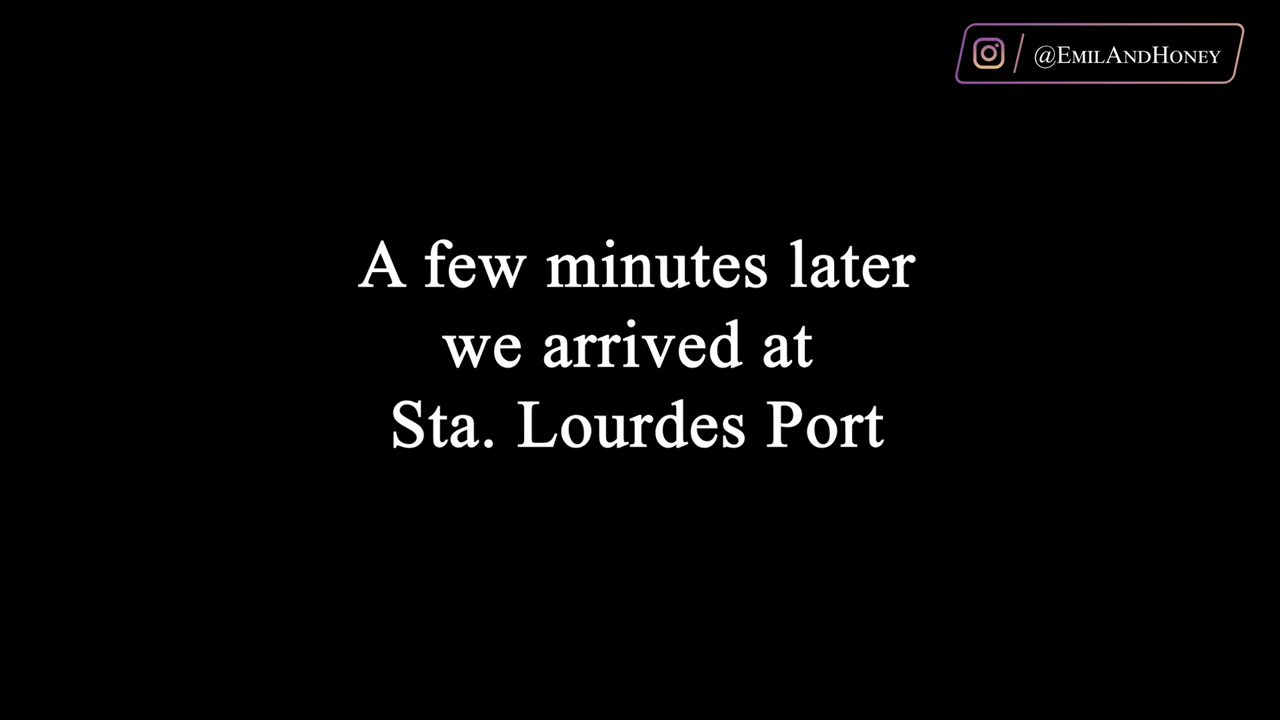 @EmilAndHoney
A few minutes later
we arrived at
Sta. Lourdes Port